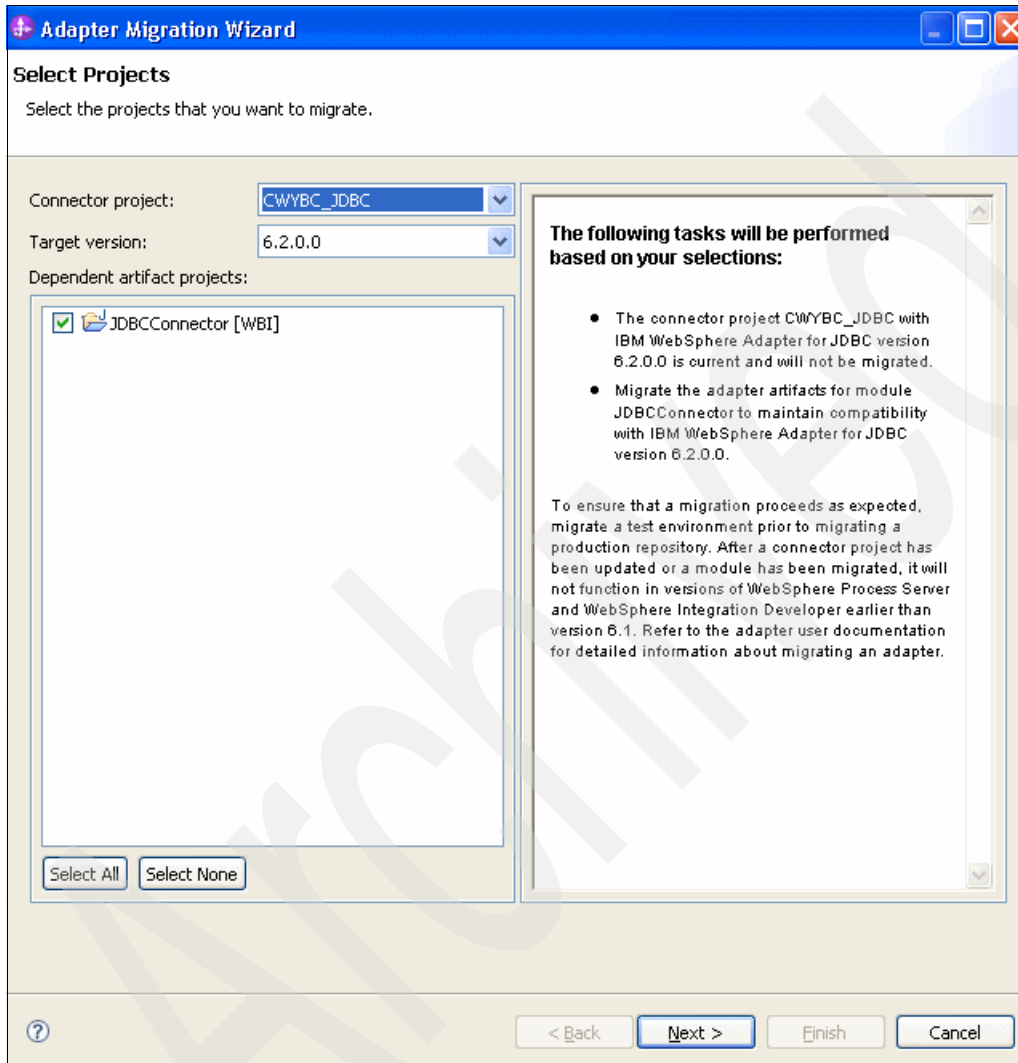 Adapter Migration Wizard
Select Projects
Select the projects that you want to migrate.
Connector project:
CWYBC_JDBC
Target version:
6.2.0.0
Dependent artifact projects:
JDBCConnector [WBI]
Select All
Select None
The following tasks will be performed
based on your selections:
● The connector project CWYBC_JDBC with
IBM WebSphere Adapter for JDBC version
6.2.0.0 is current and will not be migrated.
● Migrate the adapter artifacts for module
JDBCConnector to maintain compatibility
with IBM WebSphere Adapter for JDBC
version 6.2.0.0.
To ensure that a migration proceeds as expected,
migrate a test environment prior to migrating a
production repository. After a connector project has
been updated or a module has been migrated, it will
not function in versions of WebSphere Process Server
and WebSphere Integration Developer earlier than
version 6.1. Refer to the adapter user documentation
for detailed information about migrating an adapter.
?
< Back
Next >
Finish
Cancel
Archived